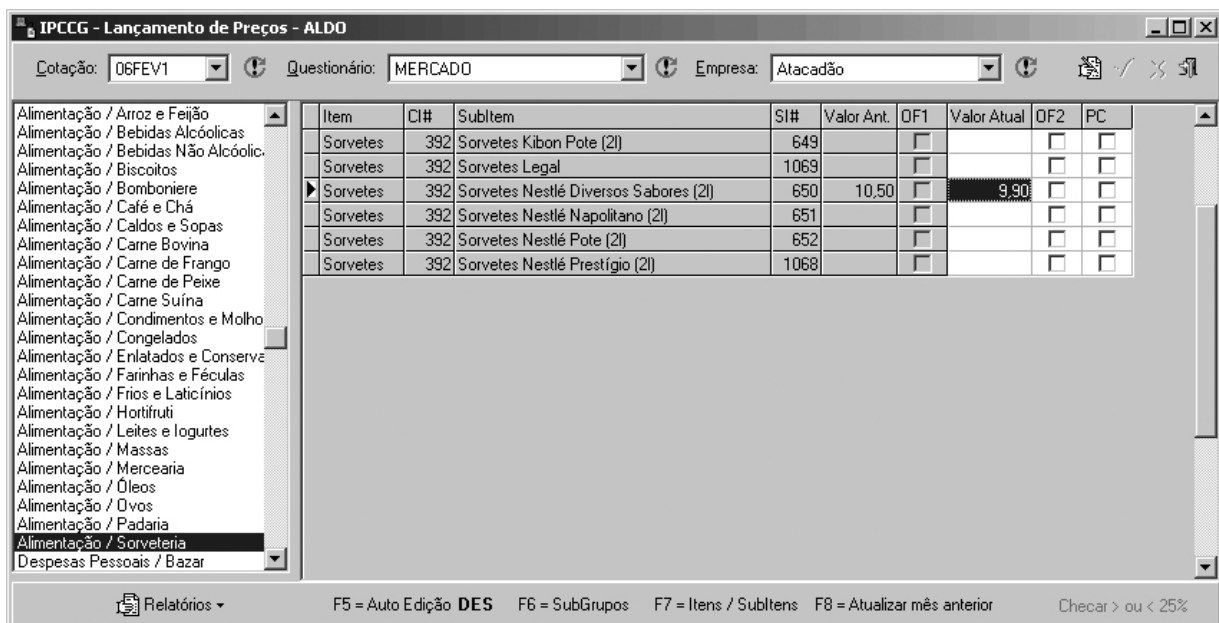 IPCCG - Lançamento de Preços - ALDO
Cotação: 06FEV1 Questionário: MERCADO Empresa: Atacadão
Alimentação / Arroz e Feijão
Alimentação / Bebidas Alcóolicas
Alimentação / Bebidas Não Alcóolic
Alimentação / Biscoitos
Alimentação / Bomboniere
Alimentação / Café e Chá
Alimentação / Caldos e Sopas
Alimentação / Carne Bovina
Alimentação / Carne de Frango
Alimentação / Carne de Peixe
Alimentação / Carne Suína
Alimentação / Condimentos e Molho
Alimentação / Congelados
Alimentação / Enlatados e Conserva
Alimentação / Farinhas e Féculas
Alimentação / Frios e Laticínios
Alimentação / Hortifruti
Alimentação / Leites e Iogurtes
Alimentação / Massas
Alimentação / Mercearia
Alimentação / Óleos
Alimentação / Ovos
Alimentação / Padaria
Alimentação / Sorveteria
Despesas Pessoais / Bazar
Item CI# SubItem SI# Valor Ant. OF1 Valor Atual OF2 PC
Sorvetes 392 Sorvetes Kibon Pote (2l) 649
Sorvetes 392 Sorvetes Legal 1069
Sorvetes 392 Sorvetes Nestlé Diversos Sabores (2l) 650 10,50 9,90
Sorvetes 392 Sorvetes Nestlé Napolitano (2l) 651
Sorvetes 392 Sorvetes Nestlé Pote (2l) 652
Sorvetes 392 Sorvetes Nestlé Prestígio (2l) 1068
Relatórios F5 = Auto Edição DES F6 = SubGrupos F7 = Itens / SubItens F8 = Atualizar mês anterior Checar > ou < 25%